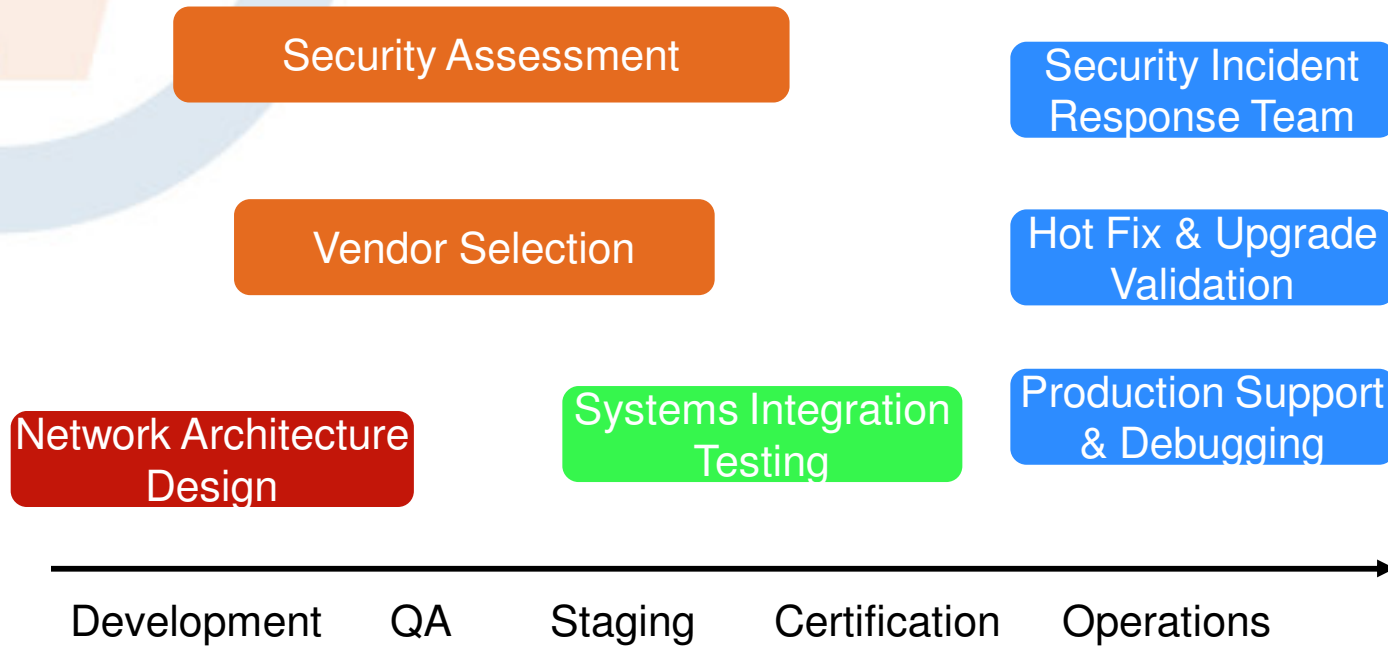 Security Assessment
Security Incident
Response Team
Vendor Selection
Hot Fix & Upgrade
Validation
Network Architecture
Design
Systems Integration
Testing
Production Support
& Debugging
Development QA Staging Certification Operations